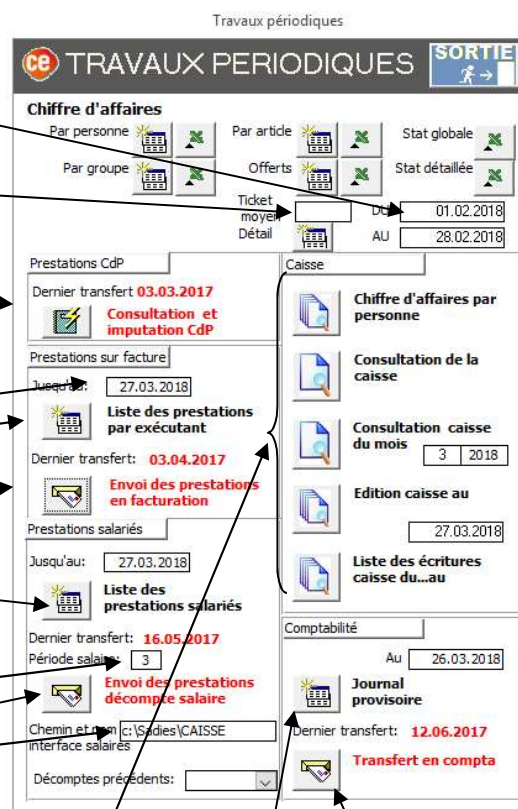 Travaux périodiques
ce TRAVAUX PERIODIQUES SORTIE
Chiffre d'affaires
Par personne Par article Stat globale
Par groupe Offerts Stat détaillée
Ticket moyen DU 01.02.2018
Détail AU 28.02.2018
Prestations CdP
Dernier transfert 03.03.2017
Consultation et
imputation CdP
Prestations sur facture
Jusqu'au: 27.03.2018
Liste des prestations
par exécutant
Dernier transfert: 03.04.2017
Envoi des prestations
en facturation
Prestations salariés
Jusqu'au: 27.03.2018
Liste des
prestations salariés
Dernier transfert: 16.05.2017
Période salaire: 3
Envoi des prestations
décompte salaire
Chemin et nom c:\Sadies\CAISSE
interface salaires
Décomptes précédents:
Caisse
Chiffre d'affaires par
personne
Consultation de la
caisse
Consultation caisse
du mois 3 2018
Edition caisse au
27.03.2018
Liste des écritures
caisse du...au
Comptabilité
Au 26.03.2018
Journal
provisoire
Dernier transfert: 12.06.2017
Transfert en compta